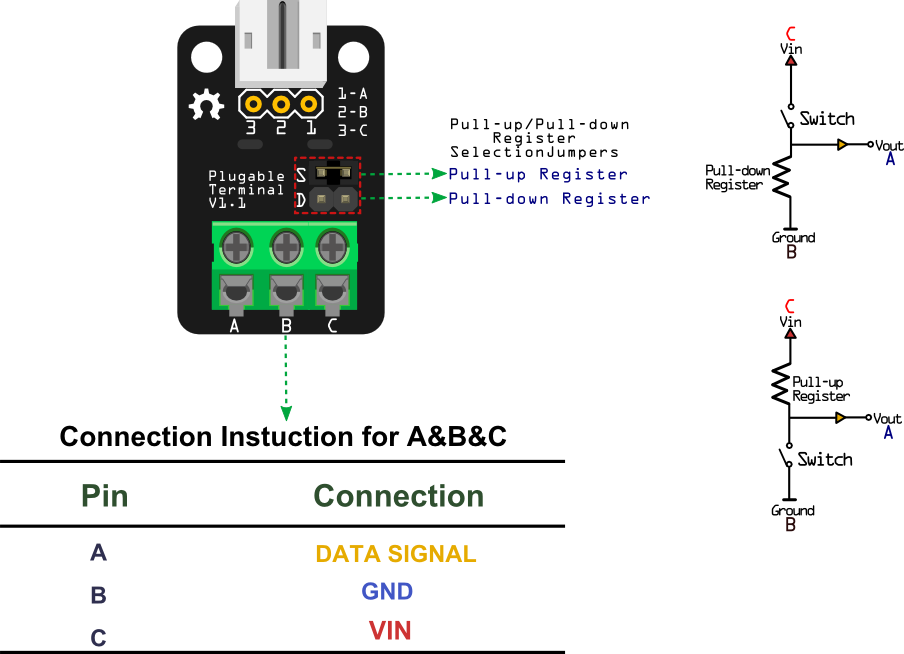 1-A
2-B
3-C
3 2 1
Plugable
Terminal
V1.1
S
D
A B C
Pull-up/Pull-down
Register
SelectionJumpers
Pull-up Register
Pull-down Register
C
Vin
Switch
Vout
A
Pull-down
Register
Ground
B
C
Vin
Pull-up
Register
Vout
A
Switch
Ground
B
Connection Instuction for A&B&C
Pin Connection
A DATA SIGNAL
B GND
C VIN